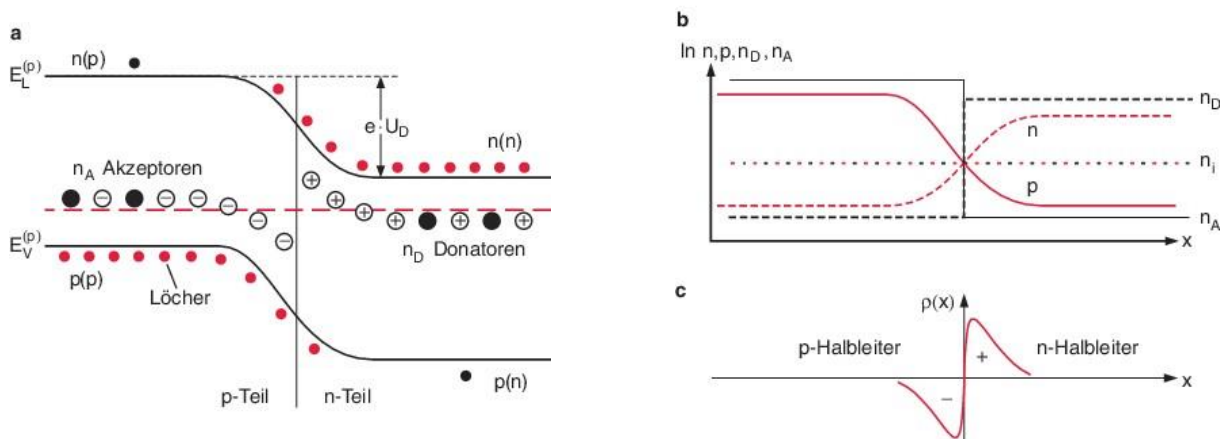 a
n(p)
E_L^(p)
e·U_D
n(n)
n_A Akzeptoren
E_V^(p)
n_D Donatoren
p(p)
Löcher
p(n)
p-Teil n-Teil
b
ln n,p,n_D,n_A
n_D
n
n_i
p
n_A
x
c
ρ(x)
p-Halbleiter
n-Halbleiter
+
−
x